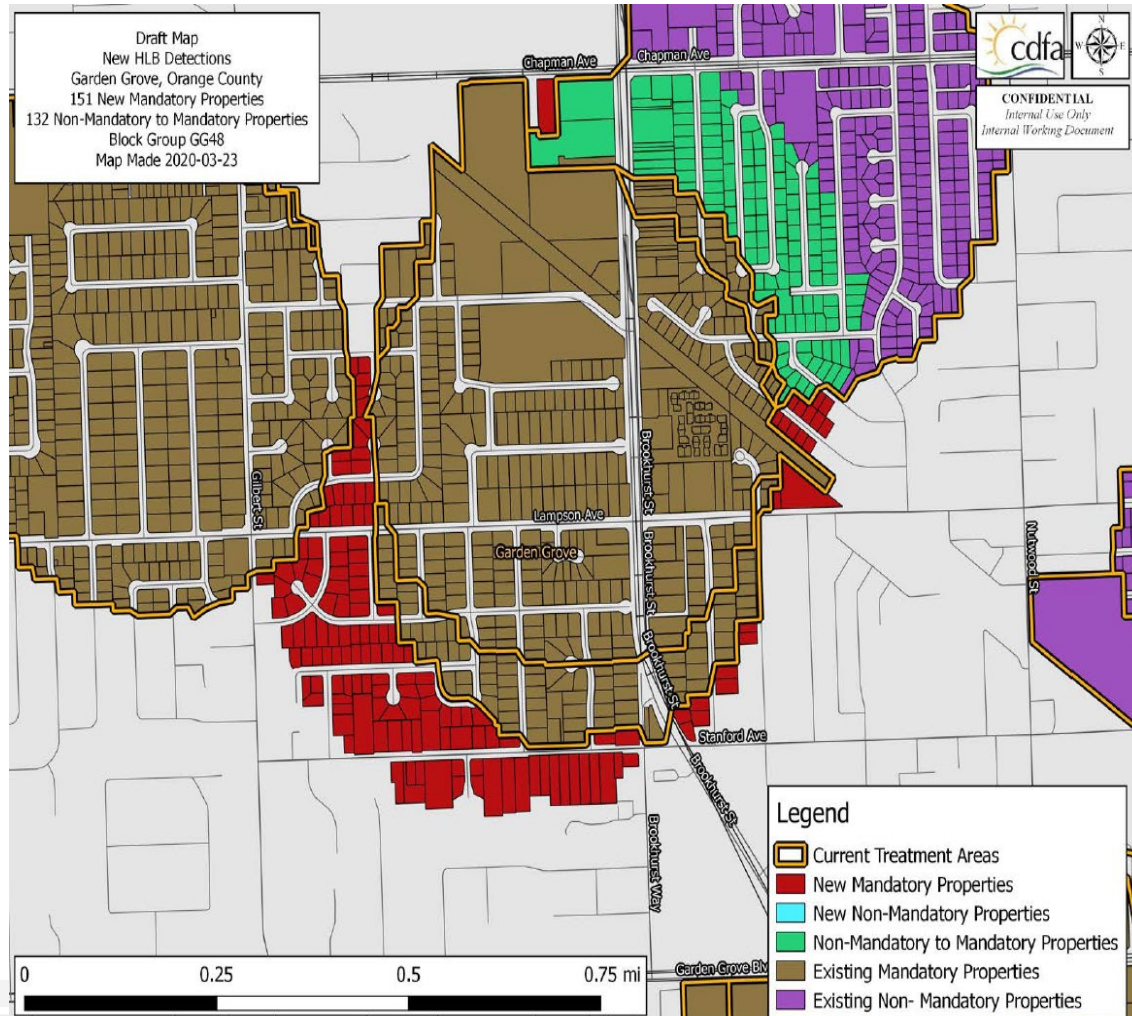 Draft Map
New HLB Detections
Garden Grove, Orange County
151 New Mandatory Properties
132 Non-Mandatory to Mandatory Properties
Block Group GG48
Map Made 2020-03-23
cdfa
N
W
E
S
CONFIDENTIAL
Internal Use Only
Internal Working Document
Chapman Ave
Chapman Ave
Brookhurst St
Gilbert St
Lampson Ave
Garden Grove
Brookhurst St
Nutwood St
Brookhurst St
Stanford Ave
Brookhurst St
Brookhurst Way
Garden Grove Blv
Legend
Current Treatment Areas
New Mandatory Properties
New Non-Mandatory Properties
Non-Mandatory to Mandatory Properties
Existing Mandatory Properties
Existing Non- Mandatory Properties
0 0.25 0.5 0.75 mi